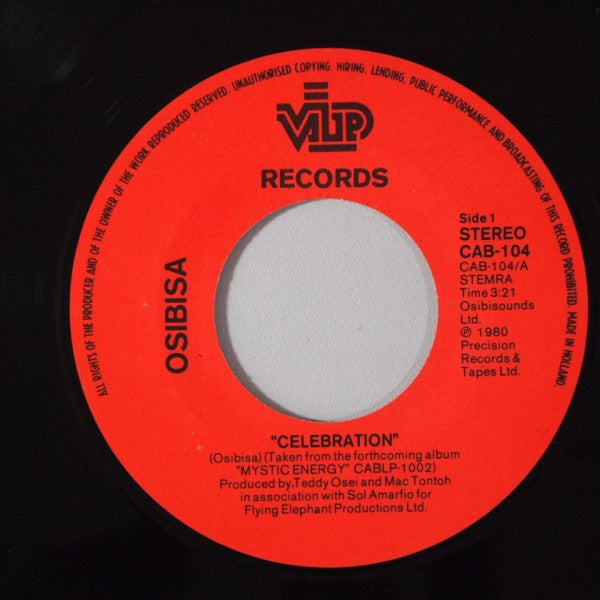 ALL RIGHTS OF THE PRODUCER AND OF THE OWNER OF THE WORK REPRODUCED RESERVED. UNAUTHORISED COPYING, HIRING, LENDING, PUBLIC PERFORMANCE AND BROADCASTING OF THIS RECORD PROHIBITED. MADE IN HOLLAND.
VIP
RECORDS
OSIBISA
Side 1
STEREO
CAB-104
CAB-104/A
STEMRA
Time 3:21
Osibisounds
Ltd.
℗ 1980
Precision
Records &
Tapes Ltd.
"CELEBRATION"
(Osibisa) (Taken from the forthcoming album
"MYSTIC ENERGY" CABLP-1002)
Produced by.Teddy Osei and Mac Tontoh
in association with Sol Amarfio for
Flying Elephant Productions Ltd.